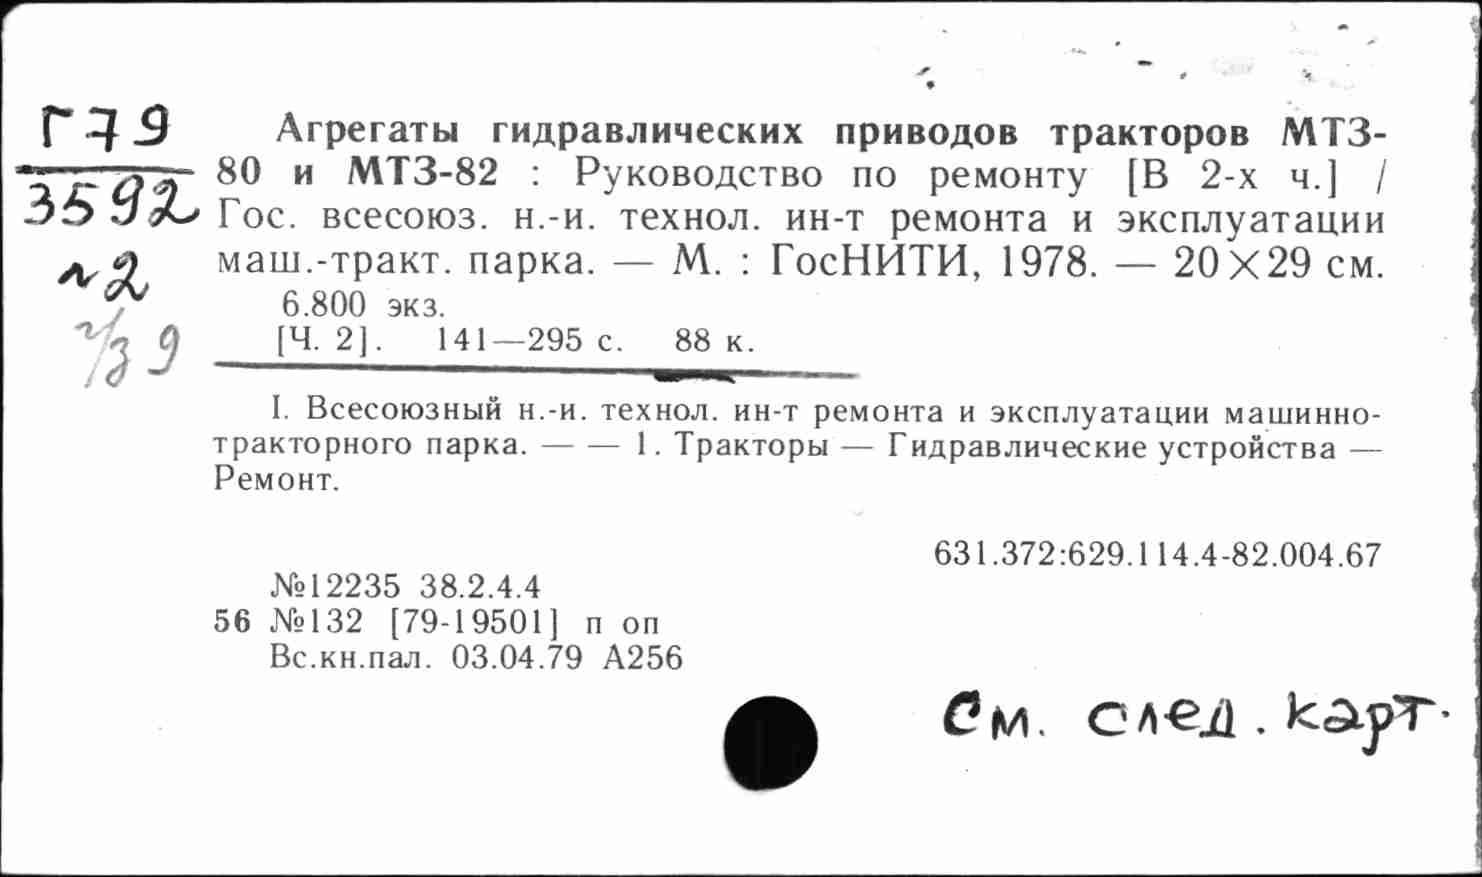 Г79
3592
Агрегаты гидравлических приводов тракторов МТЗ-
80 и МТЗ-82 : Руководство по ремонту [В 2-х ч.] /
Гос. всесоюз. н.-и. технол. ин-т ремонта и эксплуатации
маш.-тракт. парка. — М. : ГосНИТИ, 1978. — 20×29 см.
6.800 экз.
[Ч. 2]. 141—295 с. 88 к.
I. Всесоюзный н.-и. технол. ин-т ремонта и эксплуатации машинно-
тракторного парка. — — 1. Тракторы — Гидравлические устройства —
Ремонт.
631.372:629.114.4-82.004.67
№12235 38.2.4.4
56 №132 [79-19501] п оп
Вс.кн.пал. 03.04.79 А256
См. след. карт.